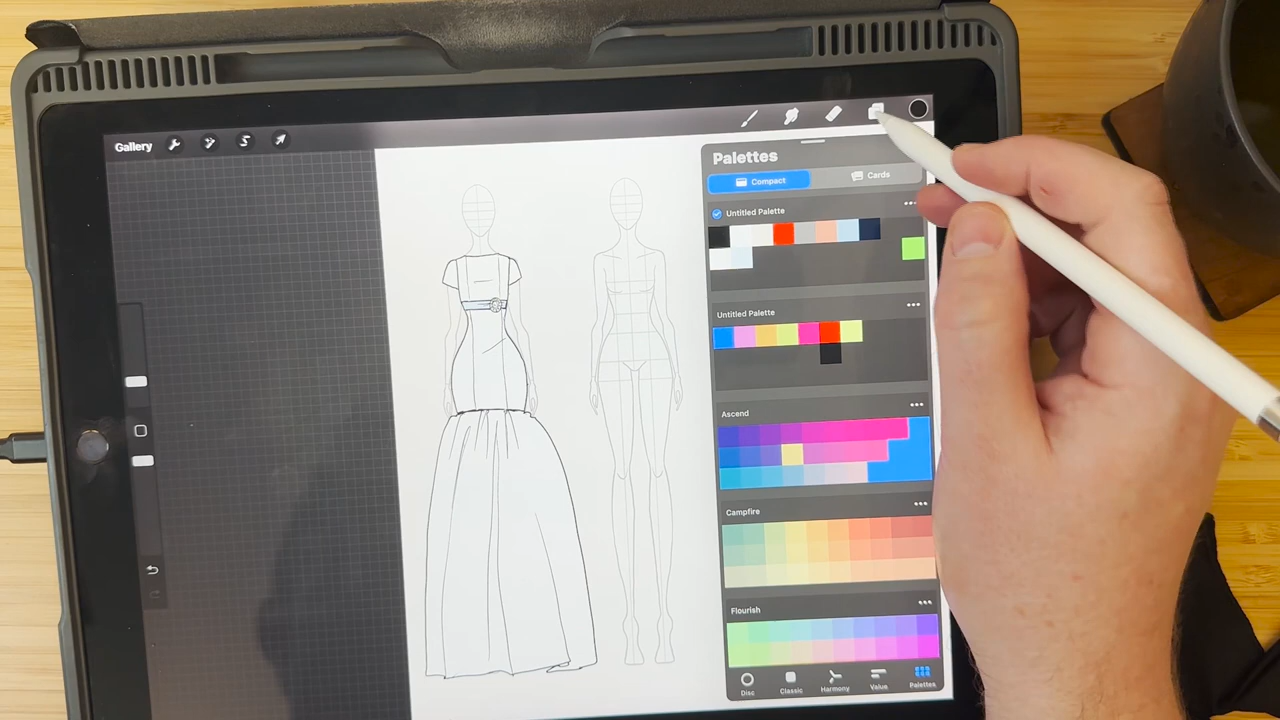 Gallery
Palettes
Compact
Cards
Untitled Palette
Untitled Palette
Ascend
Campfire
Flourish
Disc
Classic
Harmony
Value
Palettes